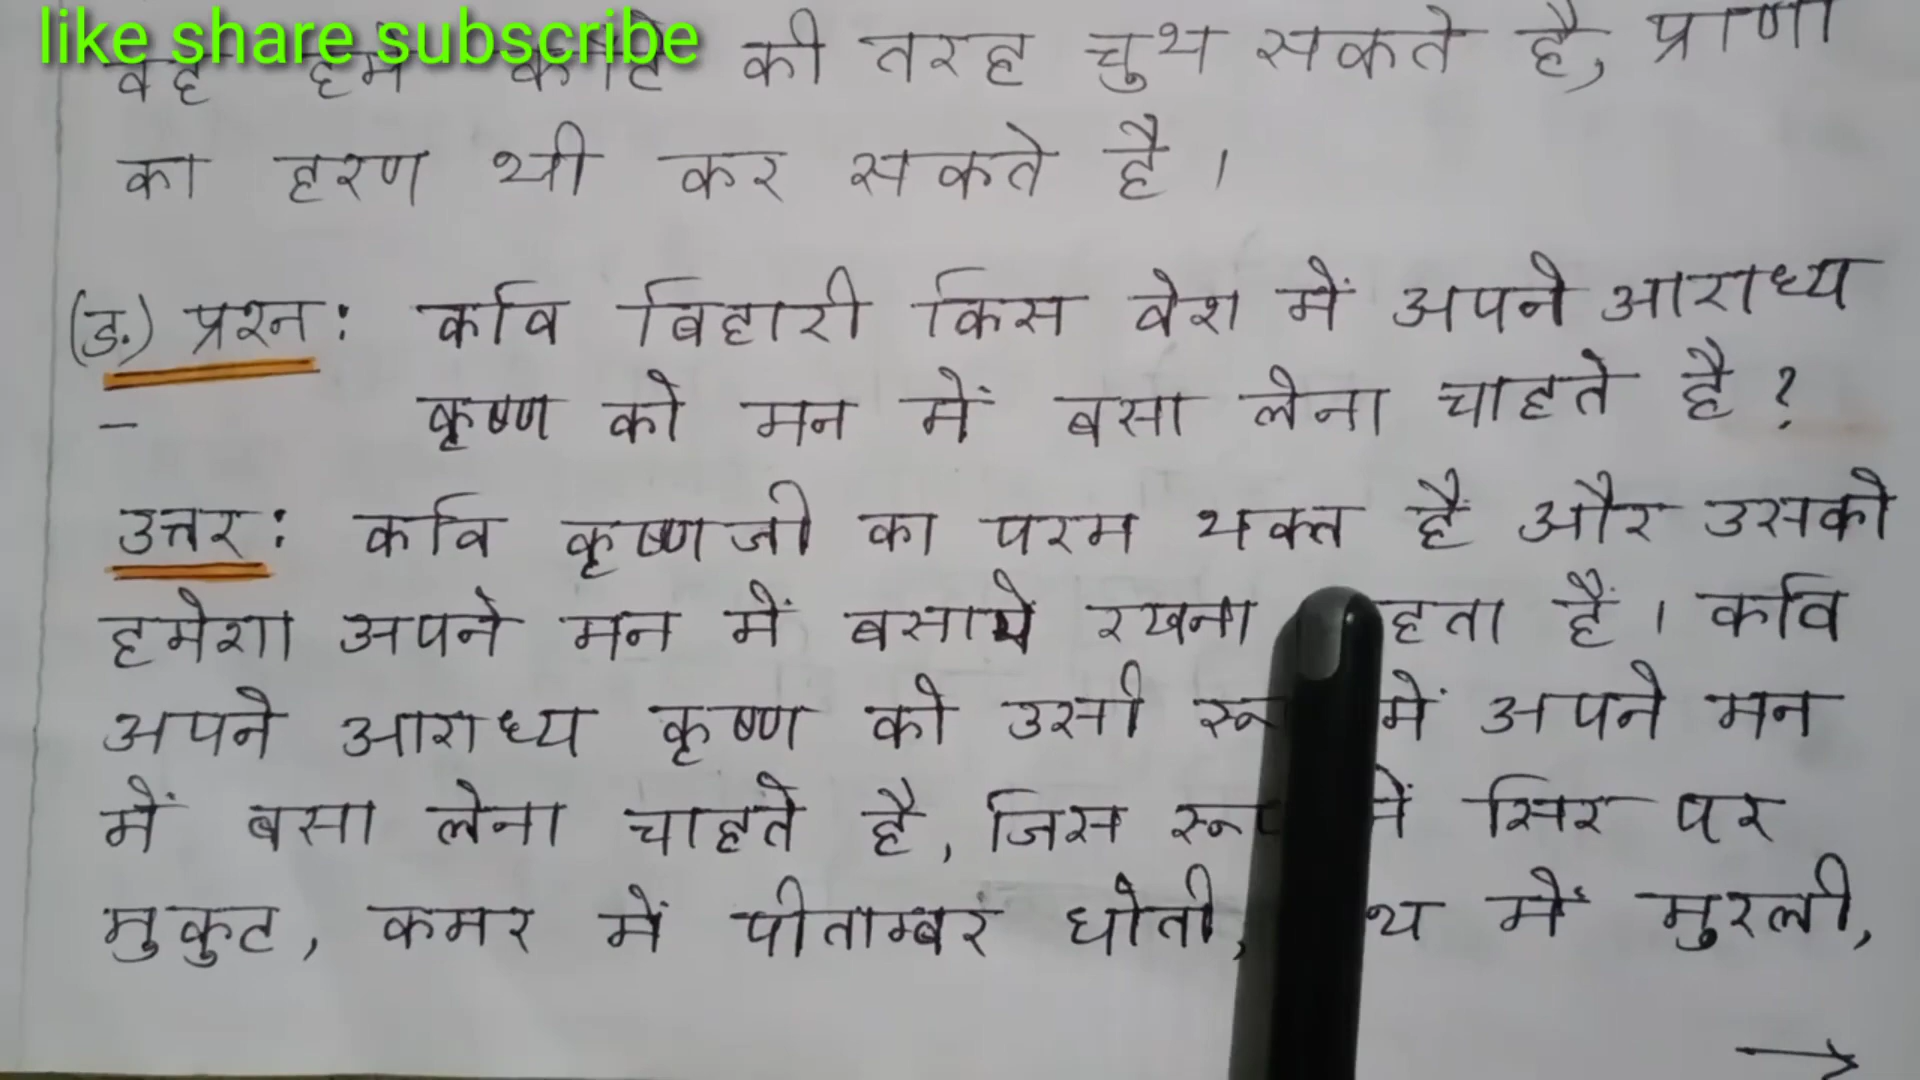 like share subscribe
वह हमें की तरह चुभ सकते है, प्राणों
का हरण भी कर सकते है ।
(ड.) प्रश्न : कवि बिहारी किस वेश में अपने आराध्य
- कृष्ण को मन में बसा लेना चाहते है ?
उत्तर : कवि कृष्णजी का परम भक्त हैं और उसको
हमेशा अपने मन में बसाये रखना हता हैं । कवि
अपने आराध्य कृष्ण को उसी रू में अपने मन
में बसा लेना चाहते है, जिस रूप में सिर पर
मुकुट, कमर में पीताम्बरं धोती, थ में मुरली,
→